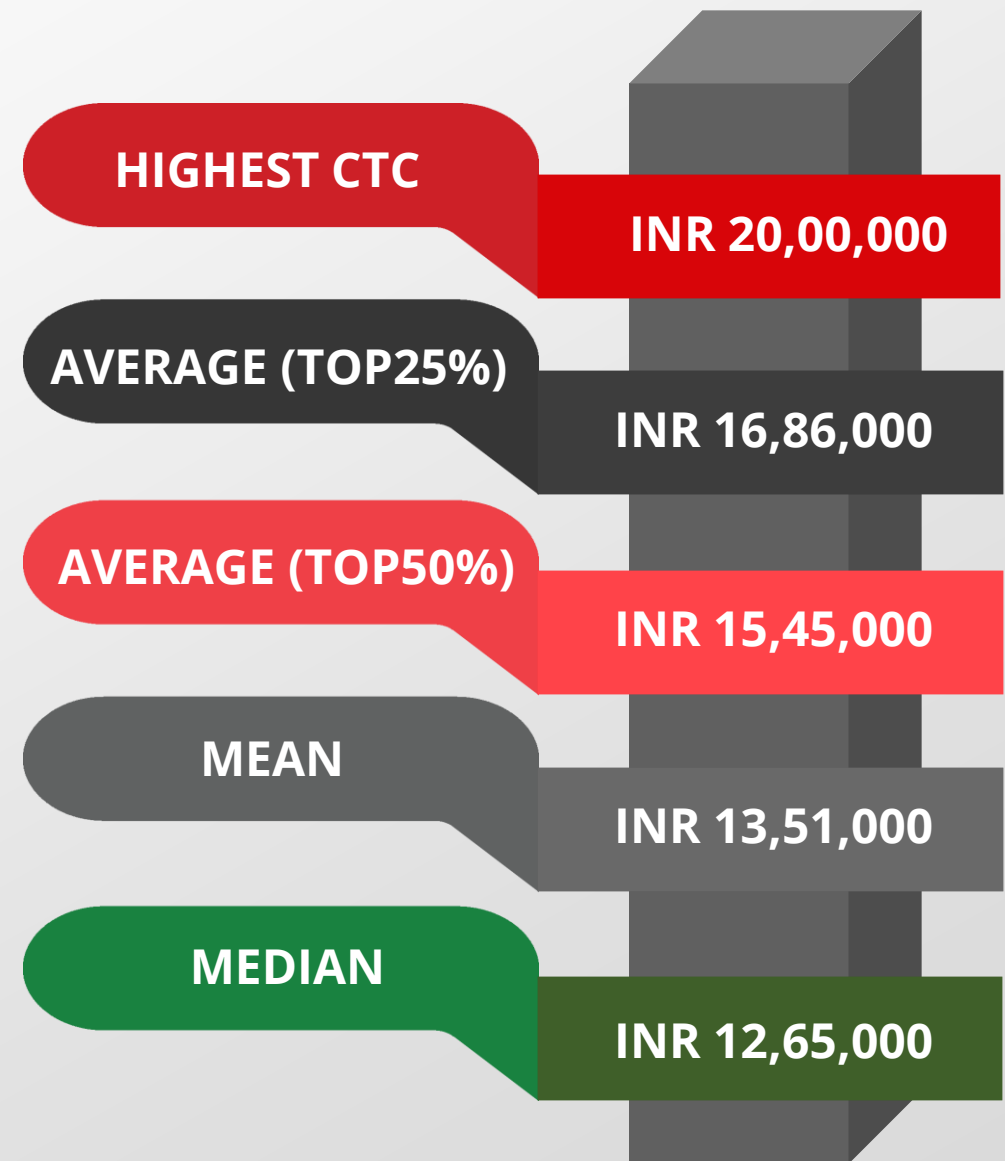 HIGHEST CTC
INR 20,00,000
AVERAGE (TOP25%)
INR 16,86,000
AVERAGE (TOP50%)
INR 15,45,000
MEAN
INR 13,51,000
MEDIAN
INR 12,65,000